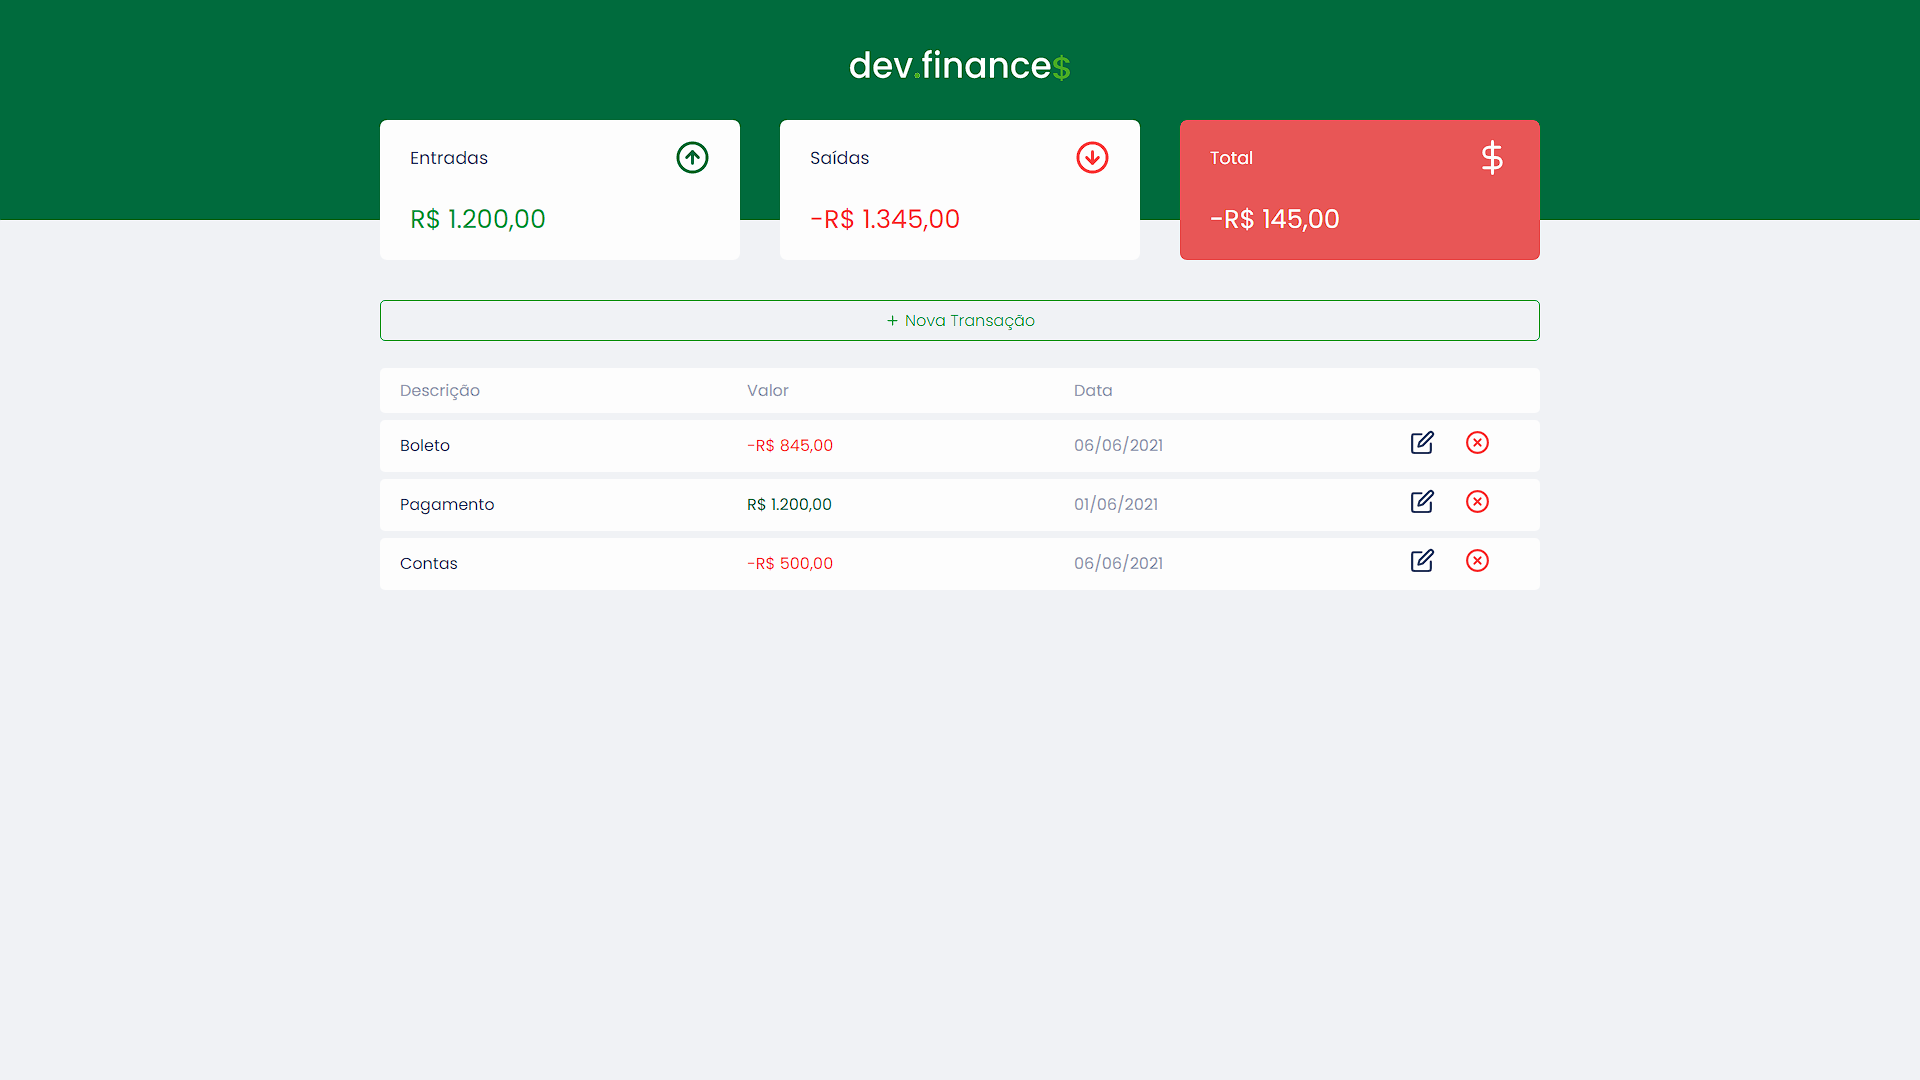 dev.finance$
Entradas
R$ 1.200,00
Saídas
-R$ 1.345,00
Total
$
-R$ 145,00
+ Nova Transação
Descrição Valor Data
Boleto -R$ 845,00 06/06/2021
Pagamento R$ 1.200,00 01/06/2021
Contas -R$ 500,00 06/06/2021